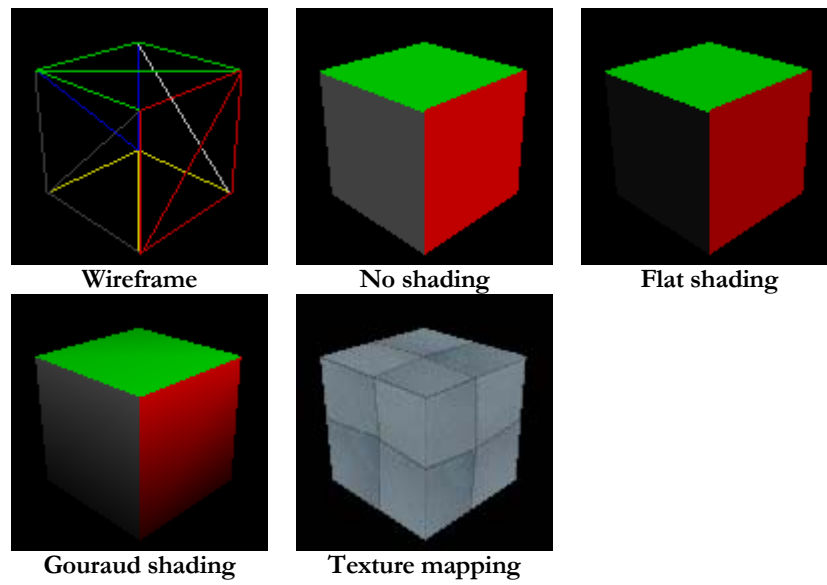 Wireframe
No shading
Flat shading
Gouraud shading
Texture mapping